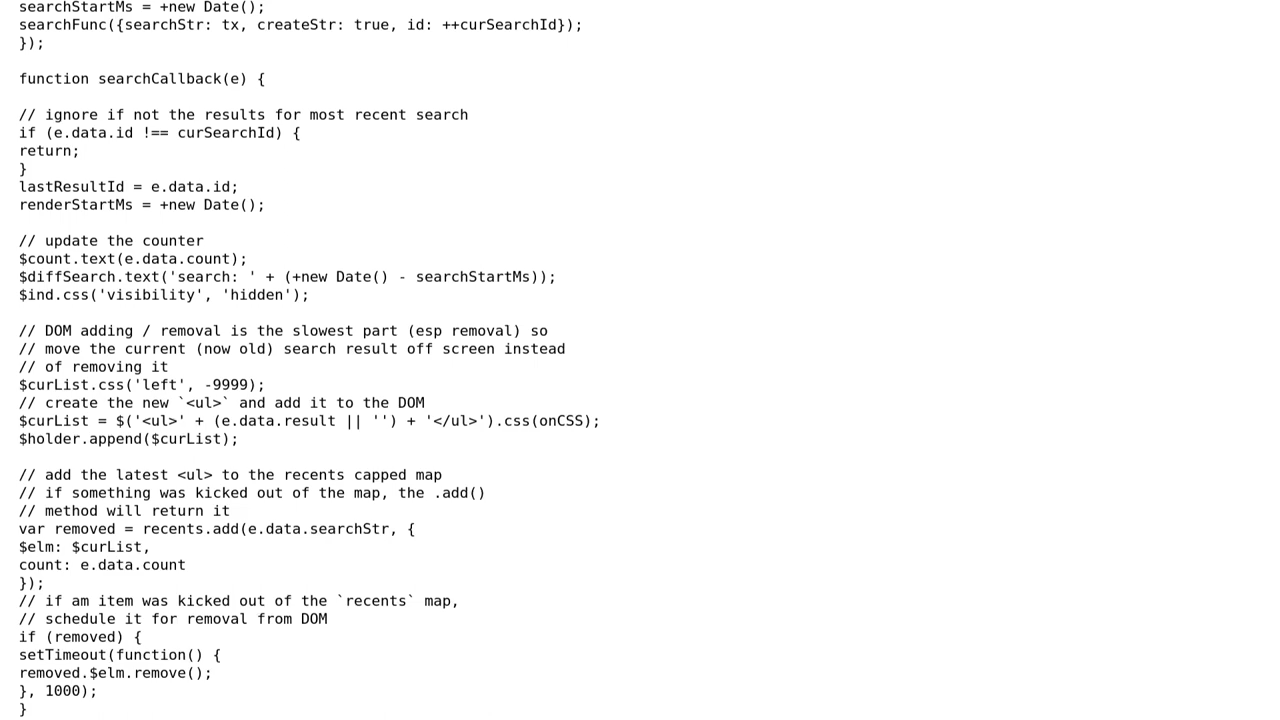 searchStartMs = +new Date();
searchFunc({searchStr: tx, createStr: true, id: ++curSearchId});
});

function searchCallback(e) {

// ignore if not the results for most recent search
if (e.data.id !== curSearchId) {
return;
}
lastResultId = e.data.id;
renderStartMs = +new Date();

// update the counter
$count.text(e.data.count);
$diffSearch.text('search: ' + (+new Date() - searchStartMs));
$ind.css('visibility', 'hidden');

// DOM adding / removal is the slowest part (esp removal) so
// move the current (now old) search result off screen instead
// of removing it
$curList.css('left', -9999);
// create the new `<ul>` and add it to the DOM
$curList = $('<ul>' + (e.data.result || '') + '</ul>').css(onCSS);
$holder.append($curList);

// add the latest <ul> to the recents capped map
// if something was kicked out of the map, the .add()
// method will return it
var removed = recents.add(e.data.searchStr, {
$elm: $curList,
count: e.data.count
});
// if am item was kicked out of the `recents` map,
// schedule it for removal from DOM
if (removed) {
setTimeout(function() {
removed.$elm.remove();
}, 1000);
}